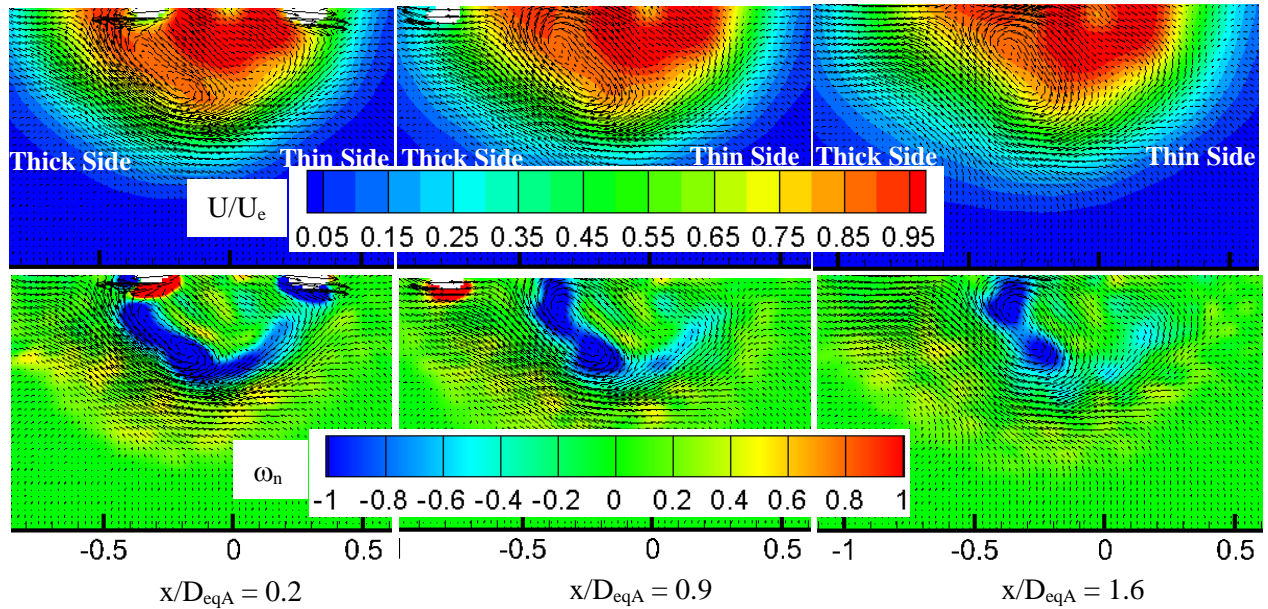 Thick Side Thin Side Thick Side Thin Side Thick Side Thin Side
U/Ue
0.05 0.15 0.25 0.35 0.45 0.55 0.65 0.75 0.85 0.95
ωn
-1 -0.8 -0.6 -0.4 -0.2 0 0.2 0.4 0.6 0.8 1
-0.5 0 0.5 -0.5 0 0.5 -1 -0.5 0 0.5
x/DeqA = 0.2 x/DeqA = 0.9 x/DeqA = 1.6